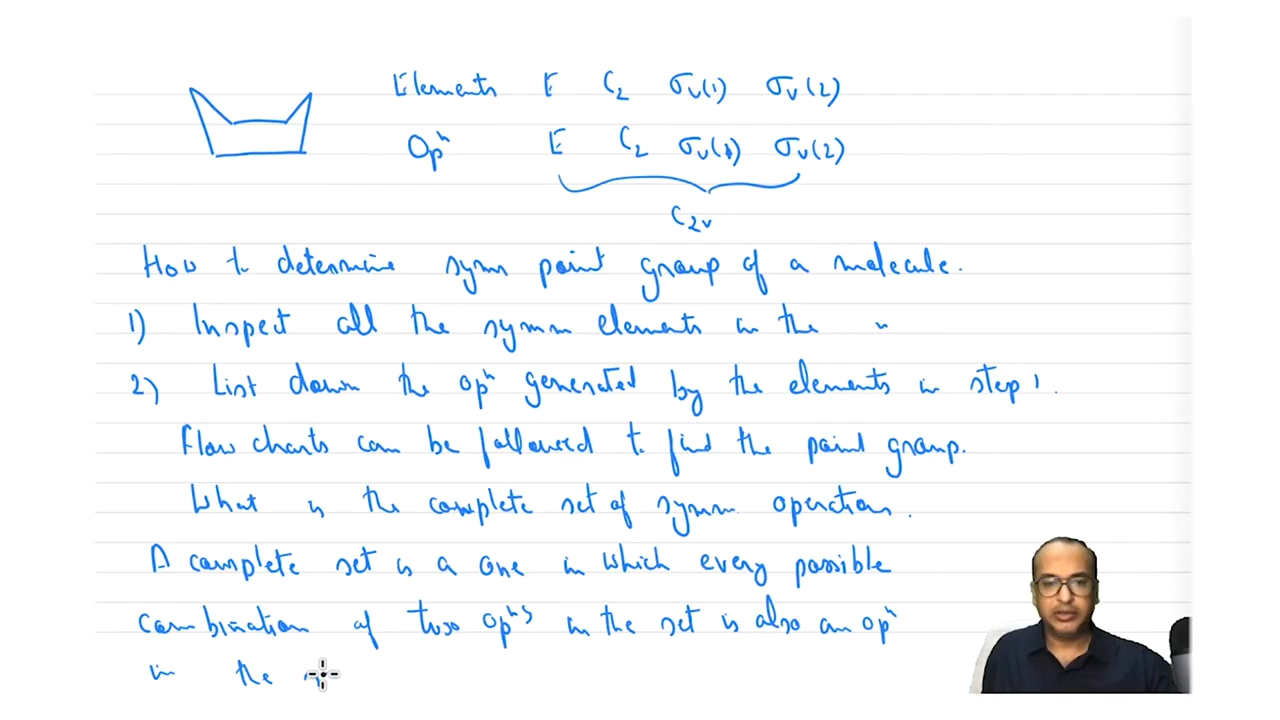 Elements E C₂ σv(1) σv(2)
Opⁿ E C₂ σv(1) σv(2)
C₂v
How to determine symm point group of a molecule.
1) Inspect all the symm elements in the "
2) List down the opⁿ generated by the elements in step 1.
Flow charts can be followed to find the point group.
What is the complete set of symm. operation.
A complete set is a one in which every possible
combination of two opⁿs in the set is also an opⁿ
in the